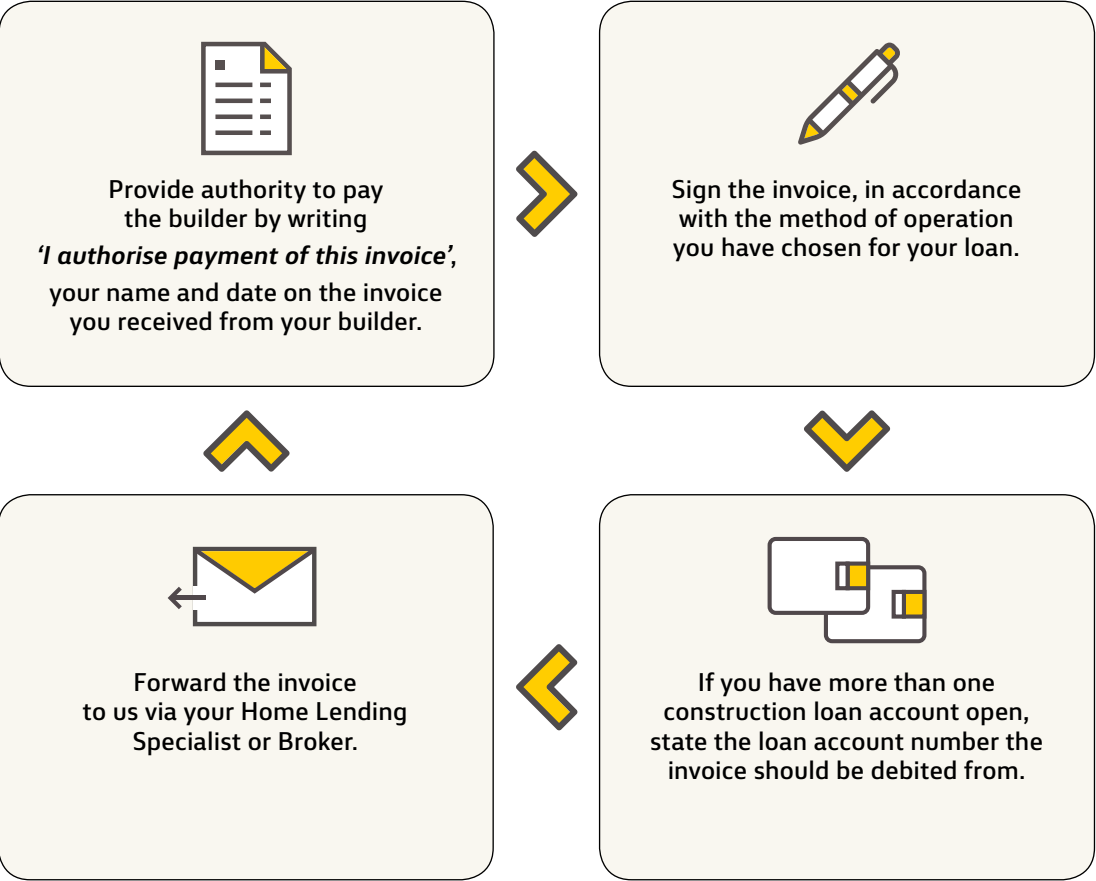 Provide authority to pay
the builder by writing
‘I authorise payment of this invoice’,
your name and date on the invoice
you received from your builder.
Sign the invoice, in accordance
with the method of operation
you have chosen for your loan.
If you have more than one
construction loan account open,
state the loan account number the
invoice should be debited from.
Forward the invoice
to us via your Home Lending
Specialist or Broker.